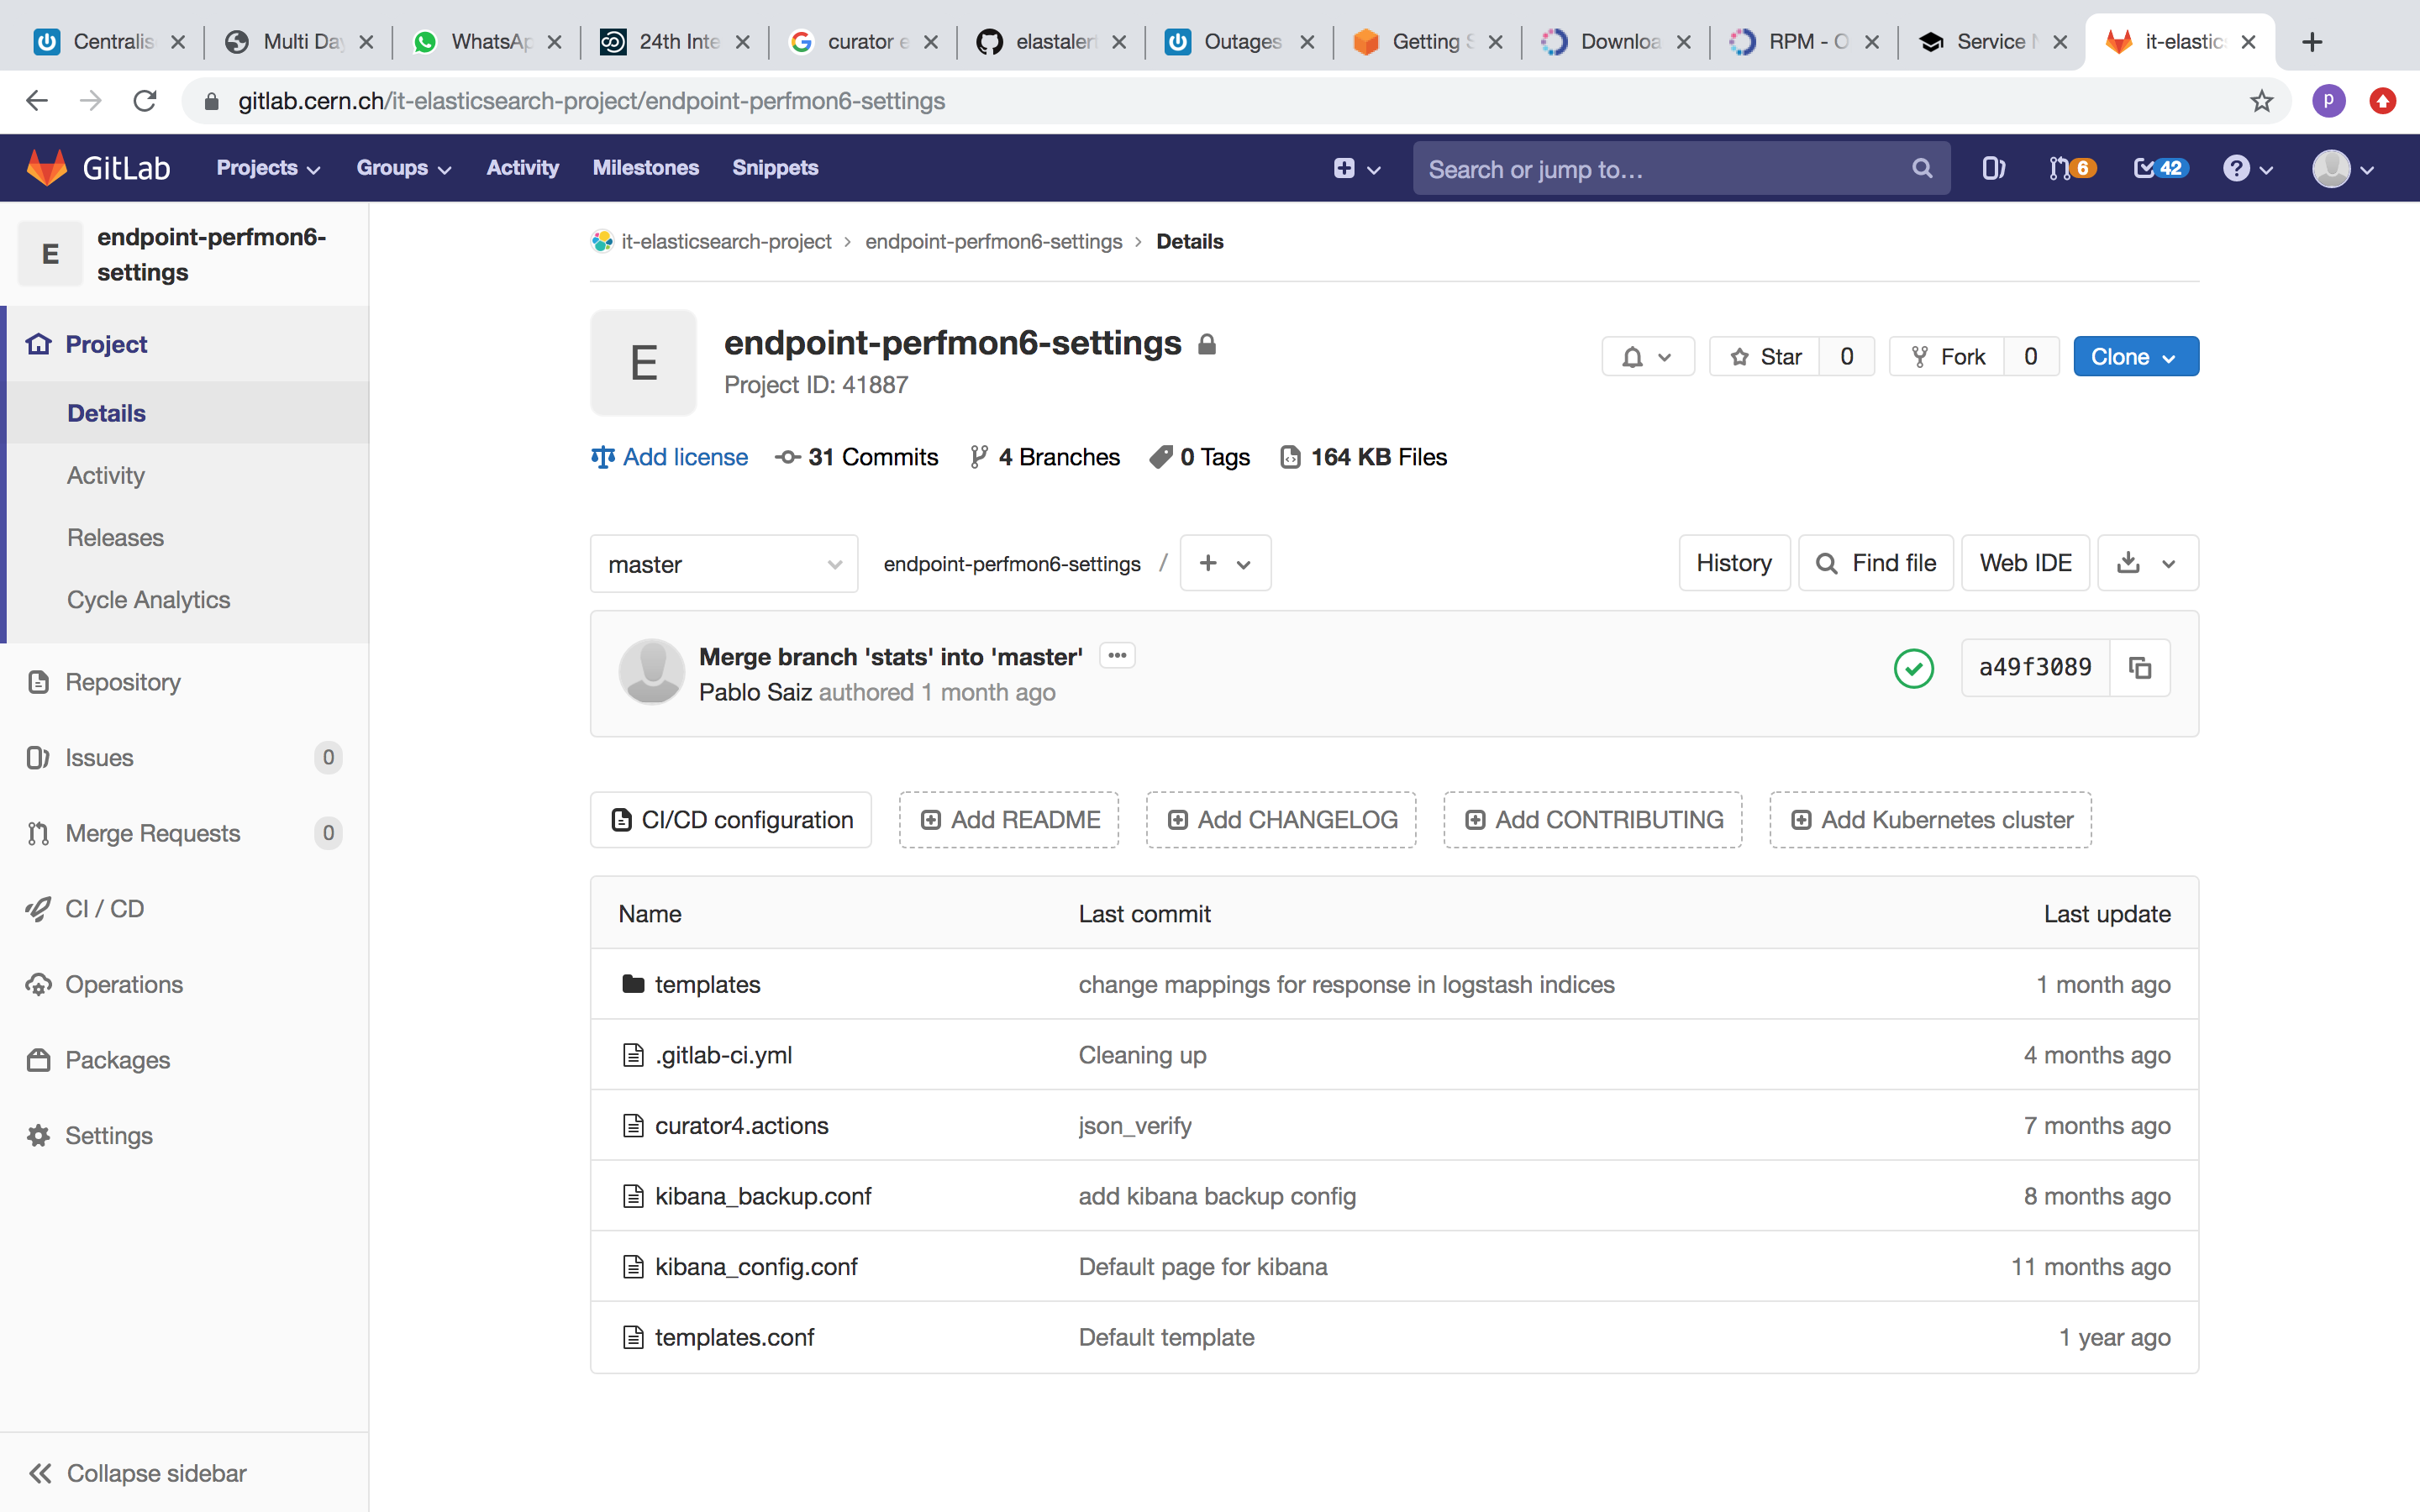 Centralis Multi Da WhatsAp 24th Inte curator e elastaler Outages Getting S Downloa RPM - O Service it-elastic
gitlab.cern.ch/it-elasticsearch-project/endpoint-perfmon6-settings p
GitLab Projects Groups Activity Milestones Snippets Search or jump to... 6 42
E endpoint-perfmon6-
settings
Project
Details
Activity
Releases
Cycle Analytics
Repository
Issues 0
Merge Requests 0
CI / CD
Operations
Packages
Settings
Collapse sidebar
it-elasticsearch-project › endpoint-perfmon6-settings › Details
E
endpoint-perfmon6-settings
Project ID: 41887
Star 0 Fork 0 Clone
Add license 31 Commits 4 Branches 0 Tags 164 KB Files
master endpoint-perfmon6-settings / + History Find file Web IDE
Merge branch 'stats' into 'master' •••
Pablo Saiz authored 1 month ago
a49f3089
CI/CD configuration Add README Add CHANGELOG Add CONTRIBUTING Add Kubernetes cluster
Name Last commit Last update
templates change mappings for response in logstash indices 1 month ago
.gitlab-ci.yml Cleaning up 4 months ago
curator4.actions json_verify 7 months ago
kibana_backup.conf add kibana backup config 8 months ago
kibana_config.conf Default page for kibana 11 months ago
templates.conf Default template 1 year ago